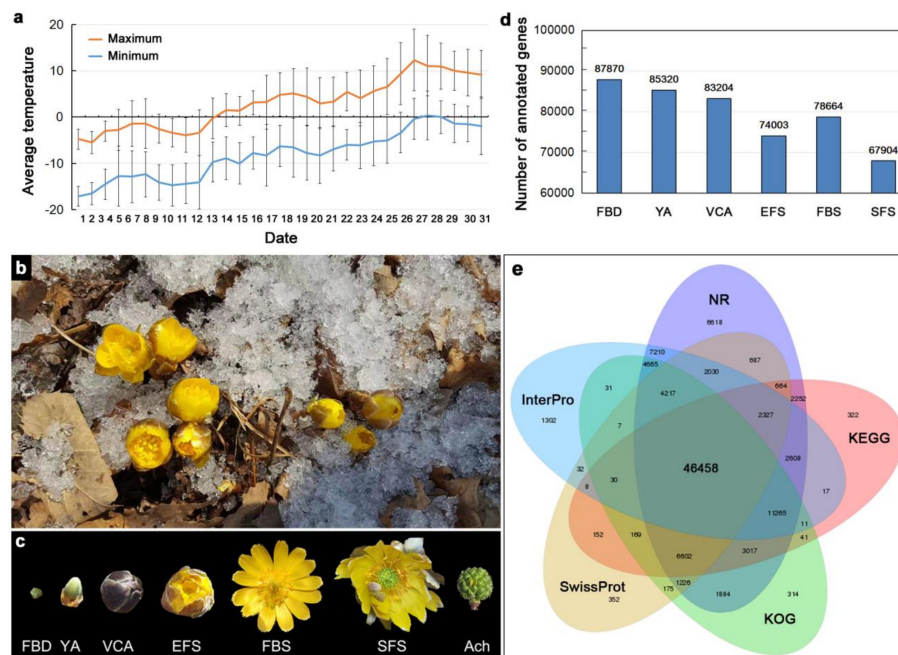 a
20
10
0
-10
-20
Average temperature
Maximum
Minimum
1 2 3 4 5 6 7 8 9 10 11 12 13 14 15 16 17 18 19 20 21 22 23 24 25 26 27 28 29 30 31
Date
d
100000
90000
80000
70000
60000
Number of annotated genes
87870
85320
83204
74003
78664
67904
FBD YA VCA EFS FBS SFS
b
c
FBD YA VCA EFS FBS SFS Ach
e
NR
6618
7210
687
4665
2030
664
31
4217
2252
InterPro
1302
7
2327
322
KEGG
32
46458
2608
8
30
17
11265
11
152
169
41
6602
3017
SwissProt
352
175
1226
1884
314
KOG